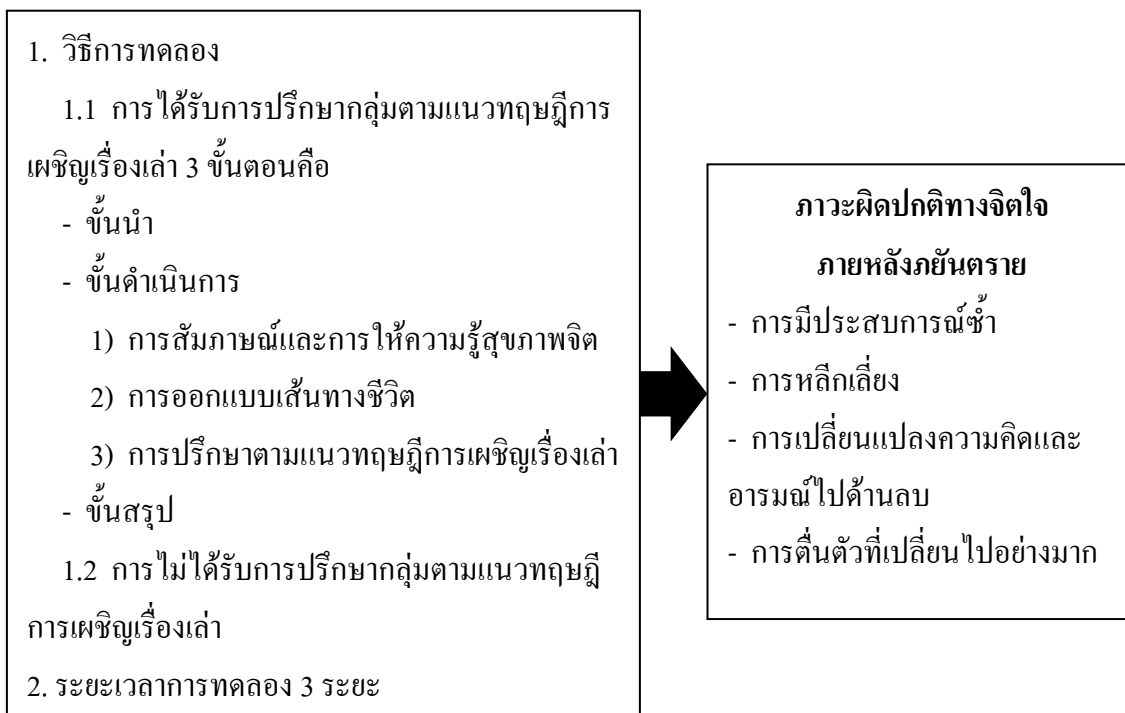 1. วิธีการทดลอง
1.1 การได้รับการปรึกษากลุ่มตามแนวทฤษฎีการ
เผชิญเรื่องเล่า 3 ขั้นตอนคือ
- ขั้นนำ
- ขั้นดำเนินการ
1) การสัมภาษณ์และการให้ความรู้สุขภาพจิต
2) การออกแบบเส้นทางชีวิต
3) การปรึกษาตามแนวทฤษฎีการเผชิญเรื่องเล่า
- ขั้นสรุป
1.2 การไม่ได้รับการปรึกษากลุ่มตามแนวทฤษฎี
การเผชิญเรื่องเล่า
2. ระยะเวลาการทดลอง 3 ระยะ
ภาวะผิดปกติทางจิตใจ
ภายหลังภยันตราย
- การมีประสบการณ์ซ้ำ
- การหลีกเลี่ยง
- การเปลี่ยนแปลงความคิดและ
อารมณ์ไปด้านลบ
- การตื่นตัวที่เปลี่ยนไปอย่างมาก